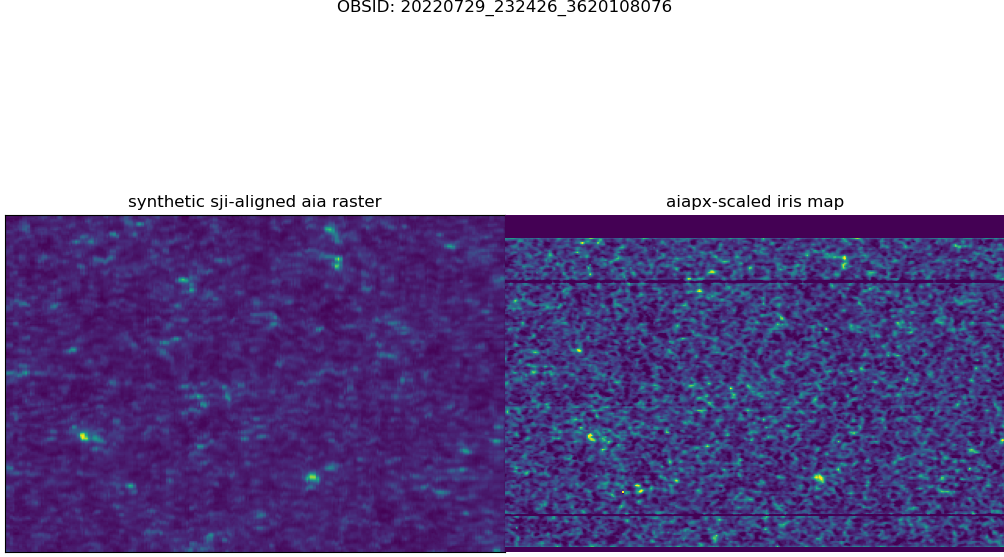 OBSID: 20220729_232426_3620108076
synthetic sji-aligned aia raster
aiapx-scaled iris map